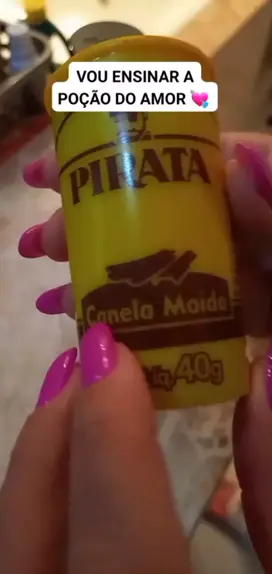 VOU ENSINAR A
POÇÃO DO AMOR 💘
PIRATA
Canela Moida
40g